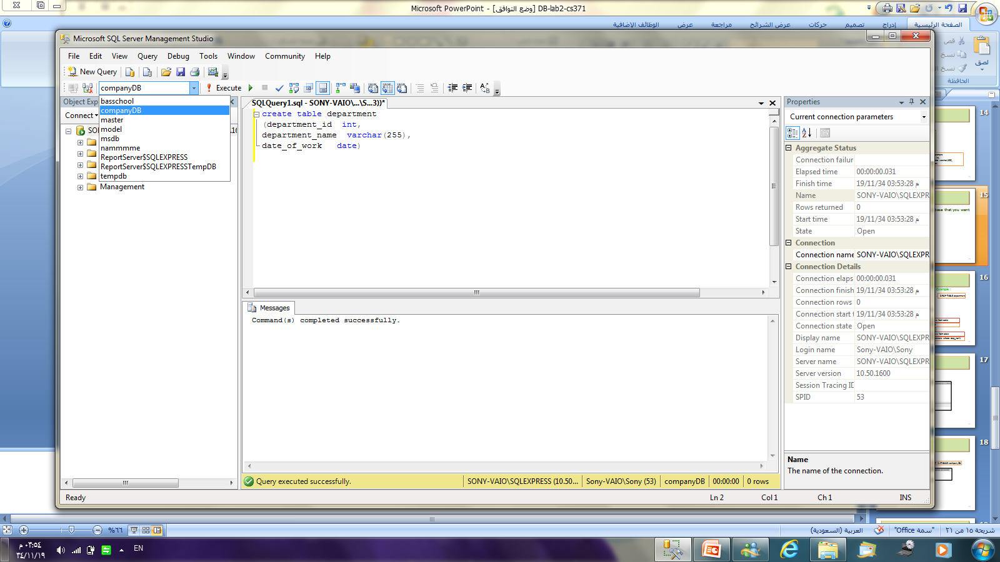 Microsoft PowerPoint - [وضع التوافق] DB-lab2-cs371
الصفحة الرئيسية
إدراج
تصميم
حركات
عرض الشرائح
مراجعة
عرض
الوظائف الإضافية
قص
نسخ
لصق
الحافظة
Microsoft SQL Server Management Studio
File Edit View Query Debug Tools Window Community Help
New Query
companyDB
Execute
Object Exp
Connect
basschool
companyDB
master
model
msdb
nammmme
ReportServer$SQLEXPRESS
ReportServer$SQLEXPRESSTempDB
tempdb
Management
SQLQuery1.sql - SONY-VAIO\...\S...3))*
create table department
(department_id int,
department_name varchar(255),
date_of_work date)
Messages
Command(s) completed successfully.
Query executed successfully.
SONY-VAIO\SQLEXPRESS (10.50...
Sony-VAIO\Sony (53)
companyDB
00:00:00
0 rows
Properties
Current connection parameters
Aggregate Status
Connection failur
Elapsed time 00:00:00.031
Finish time 19/11/34 03:53:28 م
Name SONY-VAIO\SQLEXPR
Rows returned 0
Start time 19/11/34 03:53:28 م
State Open
Connection
Connection name SONY-VAIO\SQLEXPR
Connection Details
Connection elaps 00:00:00.031
Connection finish 19/11/34 03:53:28 م
Connection rows 0
Connection start t 19/11/34 03:53:28 م
Connection state Open
Display name SONY-VAIO\SQLEXPR
Login name Sony-VAIO\Sony
Server name SONY-VAIO\SQLEXPR
Server version 10.50.1600
Session Tracing ID
SPID 53
Name
The name of the connection.
Ready
Ln 2
Col 1
Ch 1
INS
14
15
base that you want
16
Example :
17
18
شريحة ١٥ من ٢١
"سمة Office"
العربية (السعودية)
٦٦%
EN
٠٣:٥٤ م
٣٤/١١/١٩